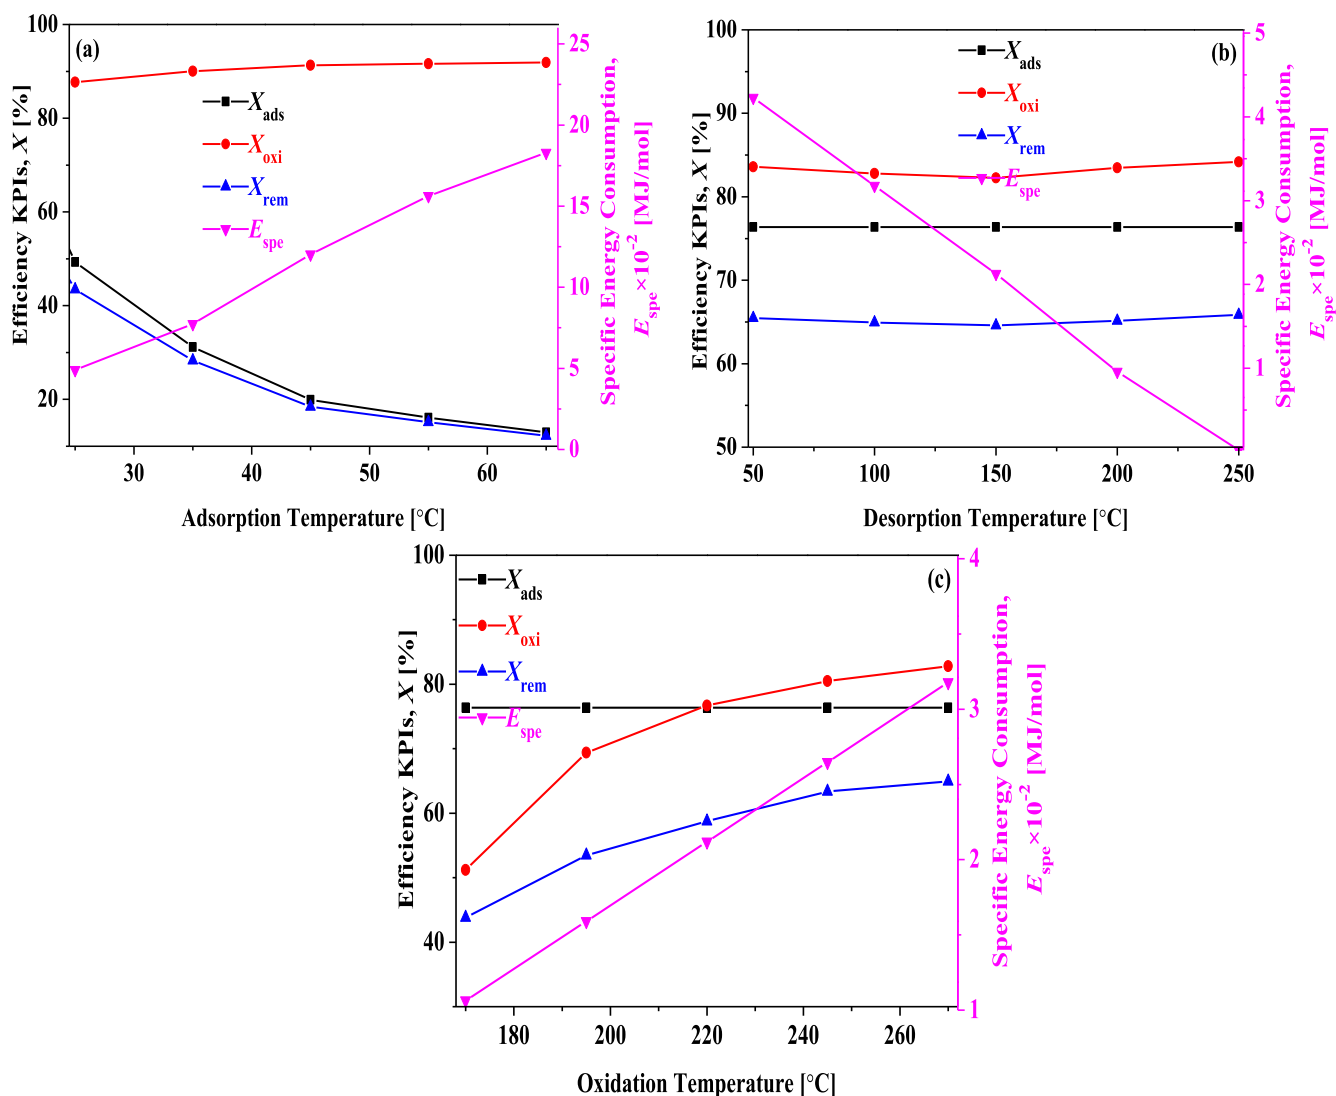 (a)
Efficiency KPIs, X [%]
100
80
60
40
20
X_ads
X_oxi
X_rem
E_spe
25
20
15
10
5
0
Specific Energy Consumption,
E_spe×10^-2 [MJ/mol]
30 40 50 60
Adsorption Temperature [°C]
(b)
Efficiency KPIs, X [%]
100
90
80
70
60
50
X_ads
X_oxi
X_rem
E_spe
5
4
3
2
1
Specific Energy Consumption,
E_spe×10^-2 [MJ/mol]
50 100 150 200 250
Desorption Temperature [°C]
(c)
Efficiency KPIs, X [%]
100
80
60
40
X_ads
X_oxi
X_rem
E_spe
4
3
2
1
Specific Energy Consumption,
E_spe×10^-2 [MJ/mol]
180 200 220 240 260
Oxidation Temperature [°C]